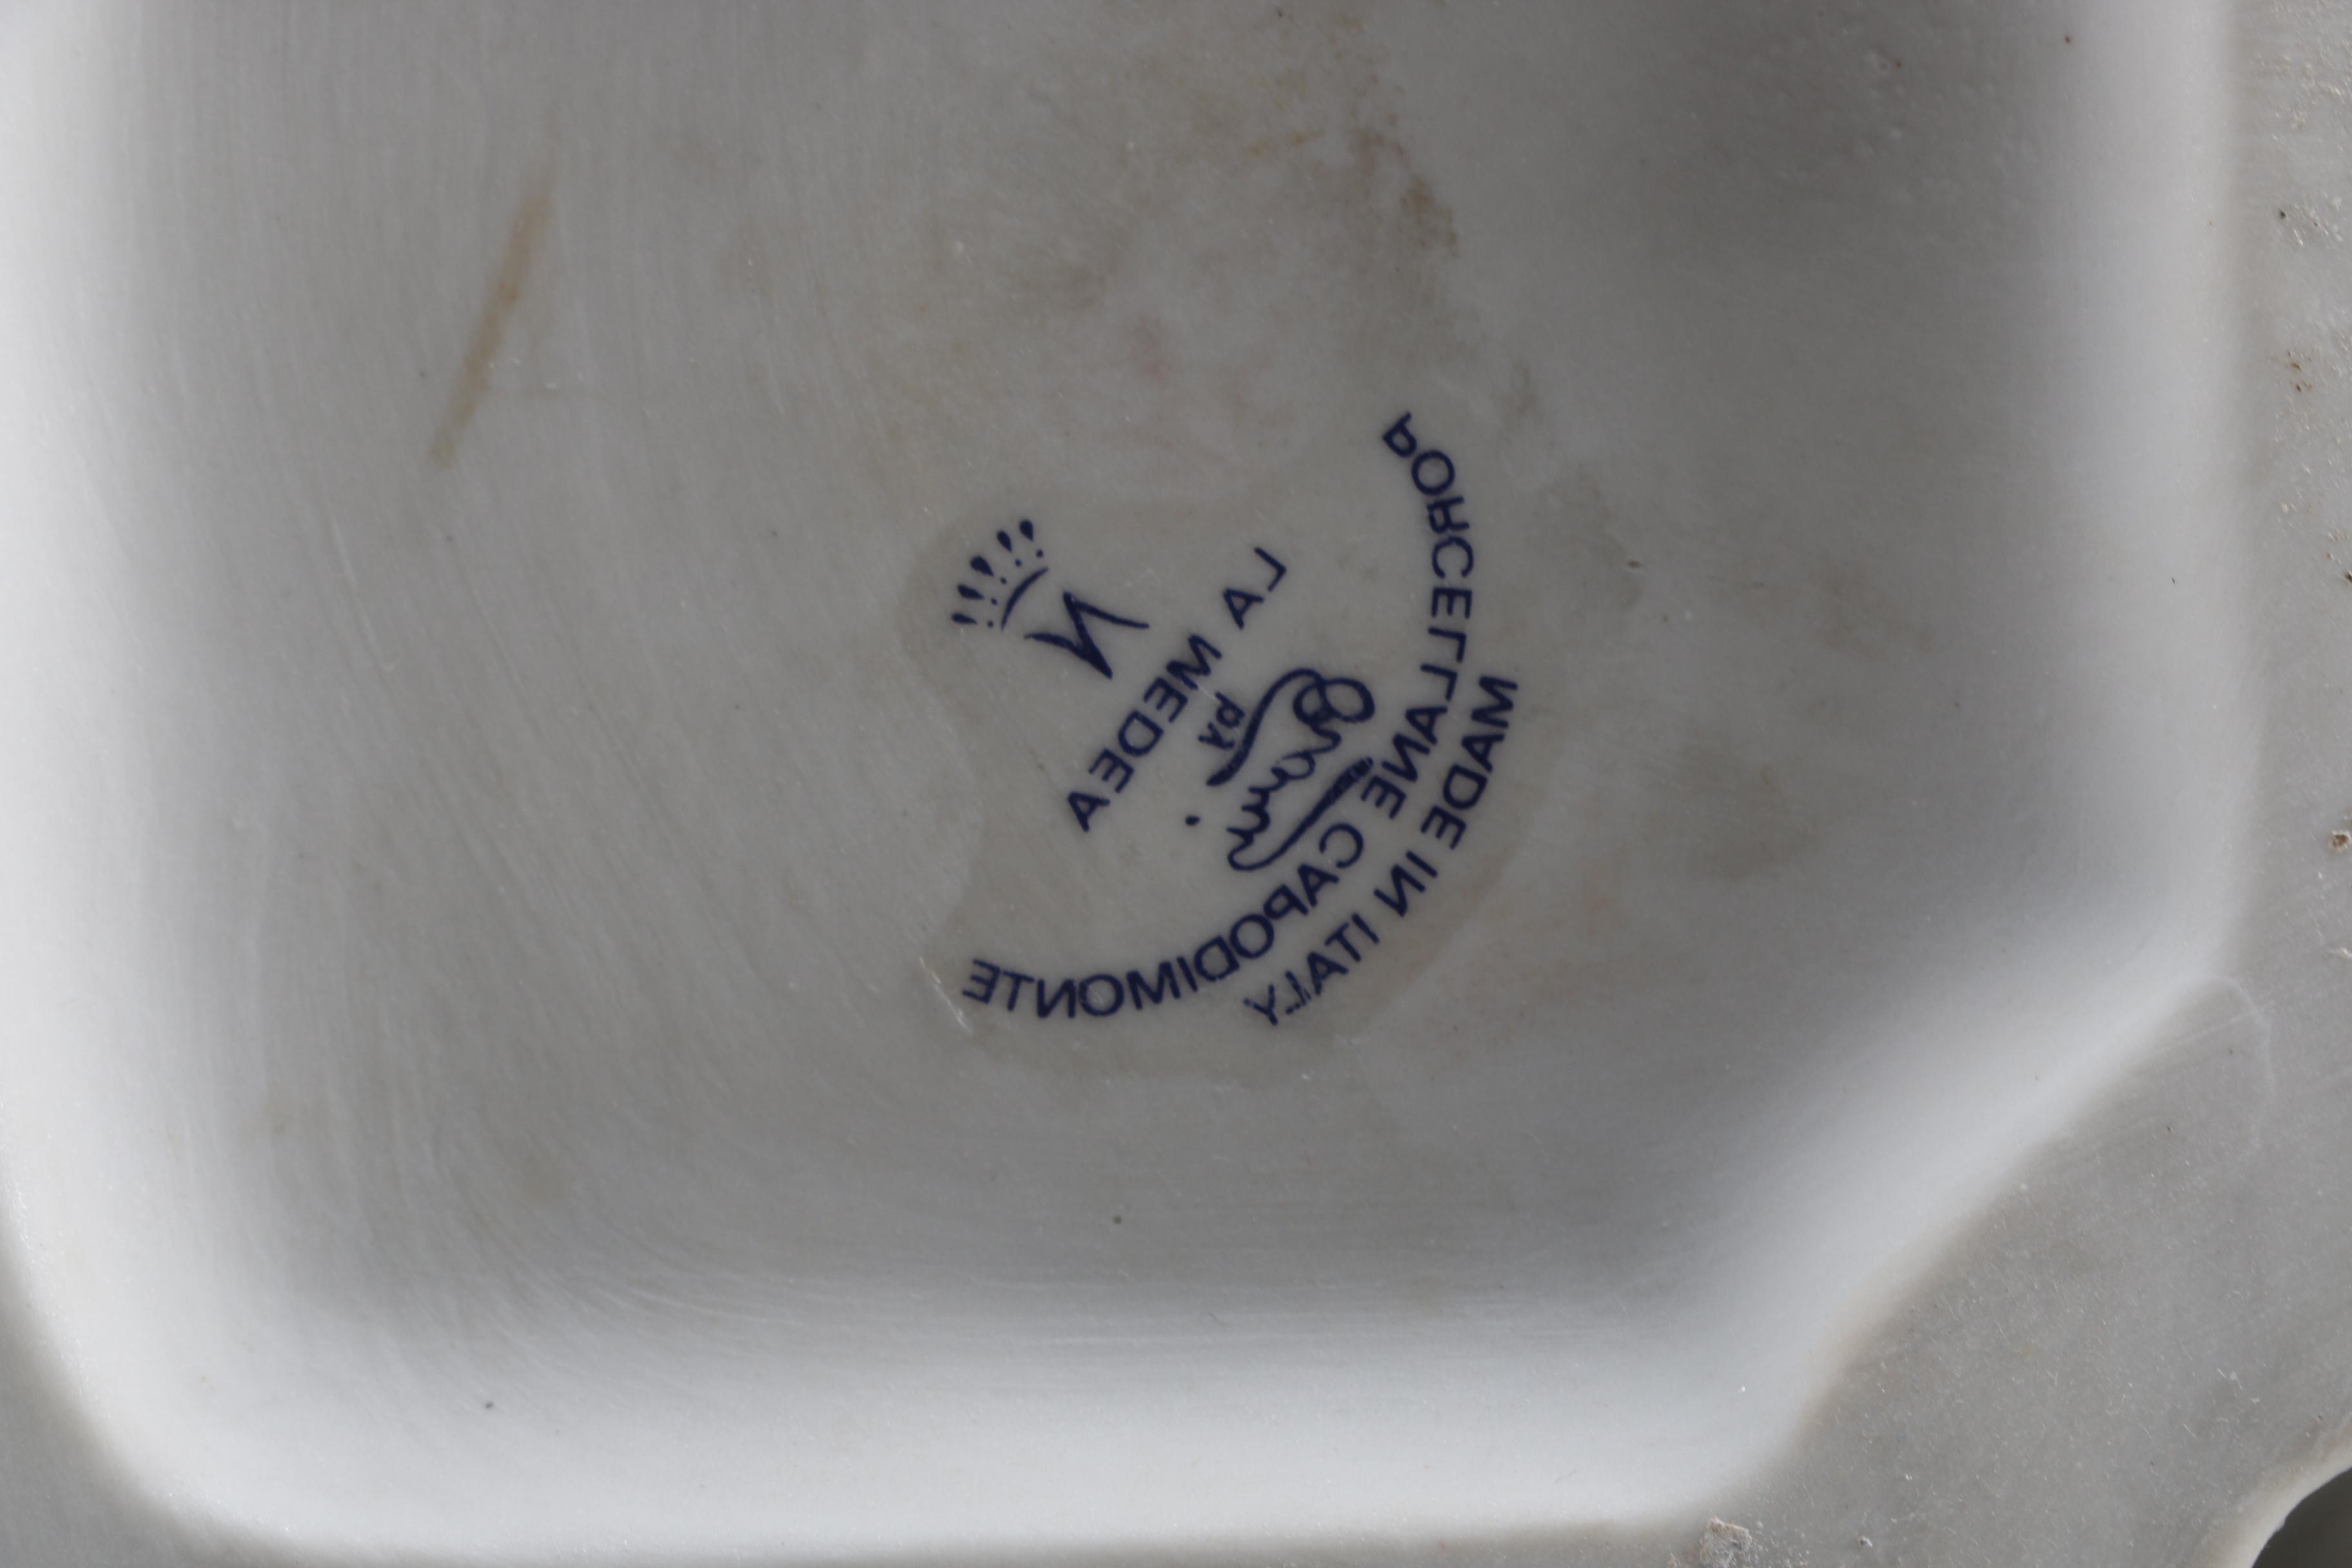 N
LA MEDEA
by
PORCELLANE CAPODIMONTE
MADE IN ITALY